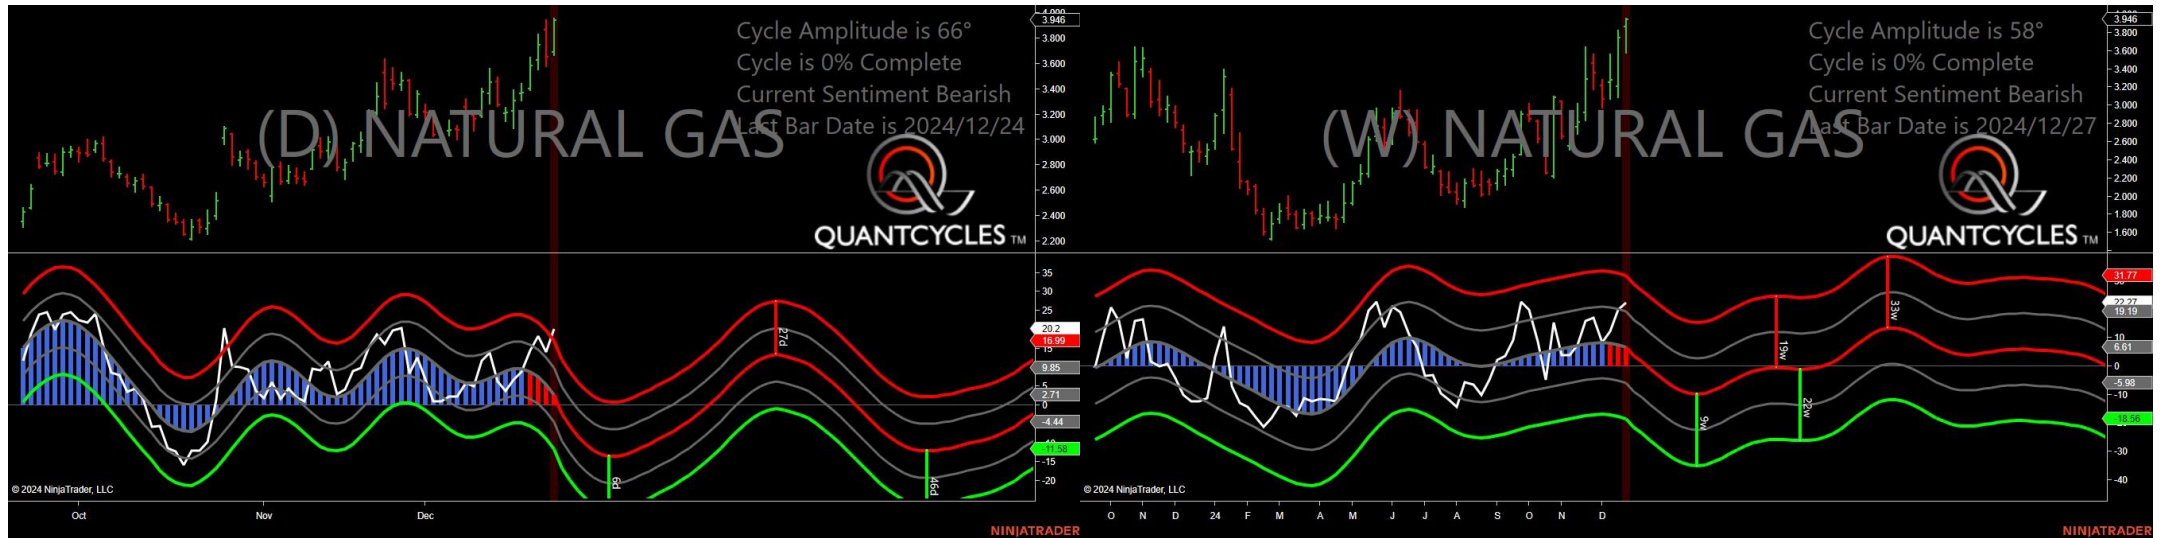 Cycle Amplitude is 66°
Cycle is 0% Complete
Current Sentiment Bearish
Last Bar Date is 2024/12/24
(D) NATURAL GAS
QUANTCYCLES TM
3.946
3.800
3.600
3.400
3.200
3.000
2.800
2.600
2.400
2.200
35
30
25
20.2
16.99
15
9.85
5
2.71
0
-4.44
-11.58
-15
-20
27d
6d
46d
© 2024 NinjaTrader, LLC
Oct Nov Dec
NINJATRADER
Cycle Amplitude is 58°
Cycle is 0% Complete
Current Sentiment Bearish
Last Bar Date is 2024/12/27
(W) NATURAL GAS
QUANTCYCLES TM
3.946
3.800
3.600
3.400
3.200
3.000
2.800
2.600
2.400
2.200
2.000
1.800
1.600
31.77
22.27
19.19
10
6.61
0
-5.98
-10
-18.56
-30
-40
9w
19w
22w
33w
© 2024 NinjaTrader, LLC
O N D 24 F M A M J J A S O N D
NINJATRADER